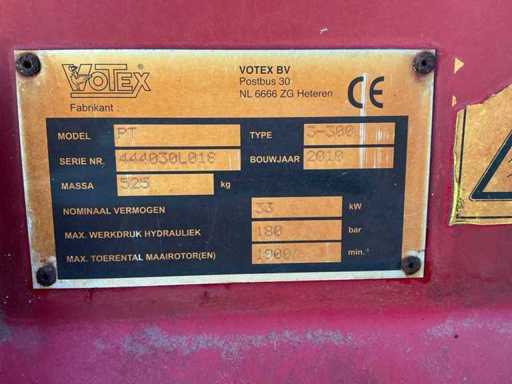 VOTEX
VOTEX BV
Postbus 30
NL 6666 ZG Heteren
CE
Fabrikant :
MODEL PT TYPE 3-300
SERIE NR. 444030L018 BOUWJAAR 2010
MASSA 525 kg
NOMINAAL VERMOGEN 33 kW
MAX. WERKDRUK HYDRAULIEK 180 bar
MAX. TOERENTAL MAAIROTOR(EN) 1900 min.⁻¹